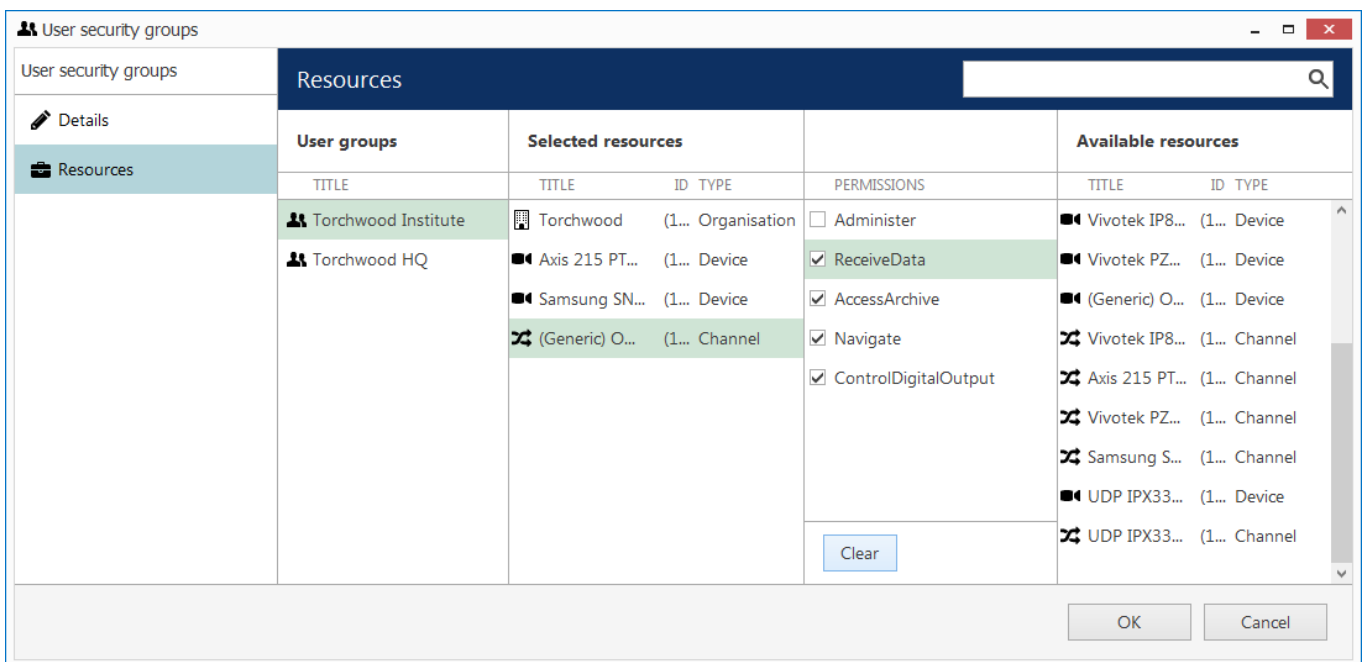 User security groups
User security groups
Details
Resources
Resources
User groups
TITLE
Torchwood Institute
Torchwood HQ
Selected resources
TITLE ID TYPE
Torchwood (1... Organisation
Axis 215 PT... (1... Device
Samsung SN... (1... Device
(Generic) O... (1... Channel
PERMISSIONS
Administer
ReceiveData
AccessArchive
Navigate
ControlDigitalOutput
Clear
Available resources
TITLE ID TYPE
Vivotek IP8... (1... Device
Vivotek PZ... (1... Device
(Generic) O... (1... Device
Vivotek IP8... (1... Channel
Axis 215 PT... (1... Channel
Vivotek PZ... (1... Channel
Samsung S... (1... Channel
UDP IPX33... (1... Device
UDP IPX33... (1... Channel
OK Cancel